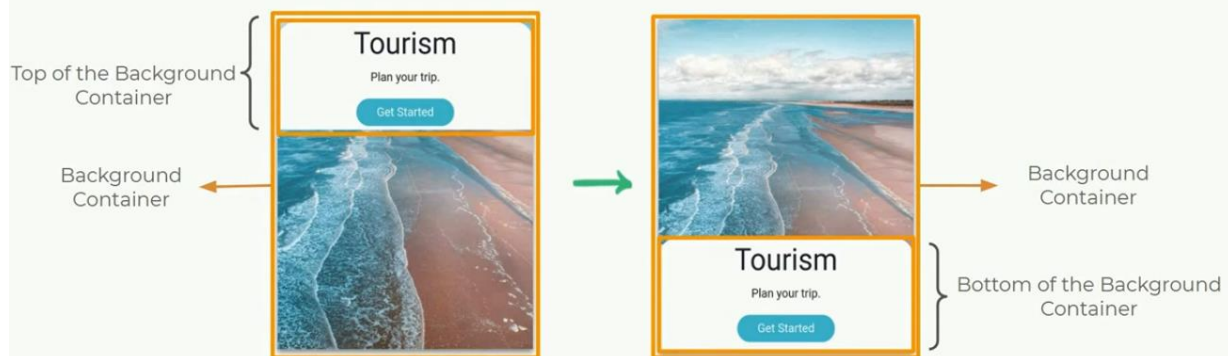 Top of the Background
Container
Background
Container
Tourism
Plan your trip.
Get Started
Tourism
Plan your trip.
Get Started
Background
Container
Bottom of the Background
Container